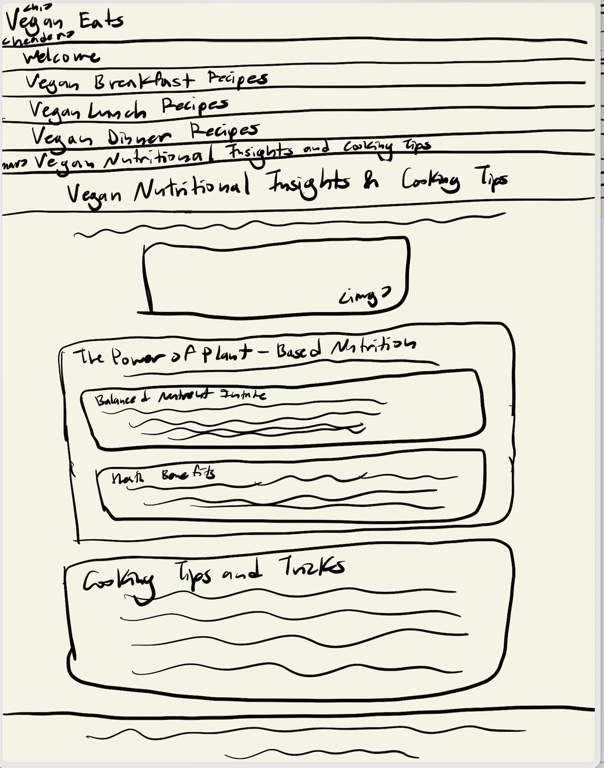 <h1>
Vegan Eats
<header>
Welcome
Vegan Breakfast Recipes
Vegan Lunch Recipes
Vegan Dinner Recipes
<nav> Vegan Nutritional Insights and Cooking Tips
Vegan Nutritional Insights & Cooking Tips
<img>
The Power of Plant-Based Nutrition
Balanced Nutrient Intake
Health Benefits
Cooking Tips and Tricks